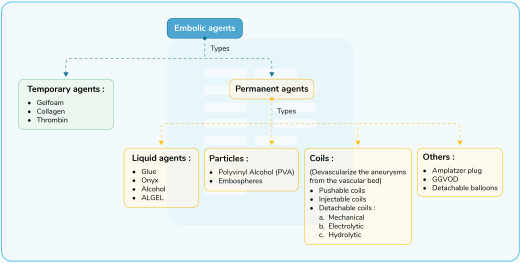 Embolic agents
Types
Temporary agents :
• Gelfoam
• Collagen
• Thrombin
Permanent agents
Types
Liquid agents :
• Glue
• Onyx
• Alcohol
• ALGEL
Particles :
• Polyvinyl Alcohol (PVA)
• Embospheres
Coils :
(Devascularize the aneurysms
from the vascular bed)
• Pushable coils
• Injectable coils
• Detachable coils :
a. Mechanical
b. Electrolytic
c. Hydrolytic
Others :
• Amplatzer plug
• GGVOD
• Detachable balloons